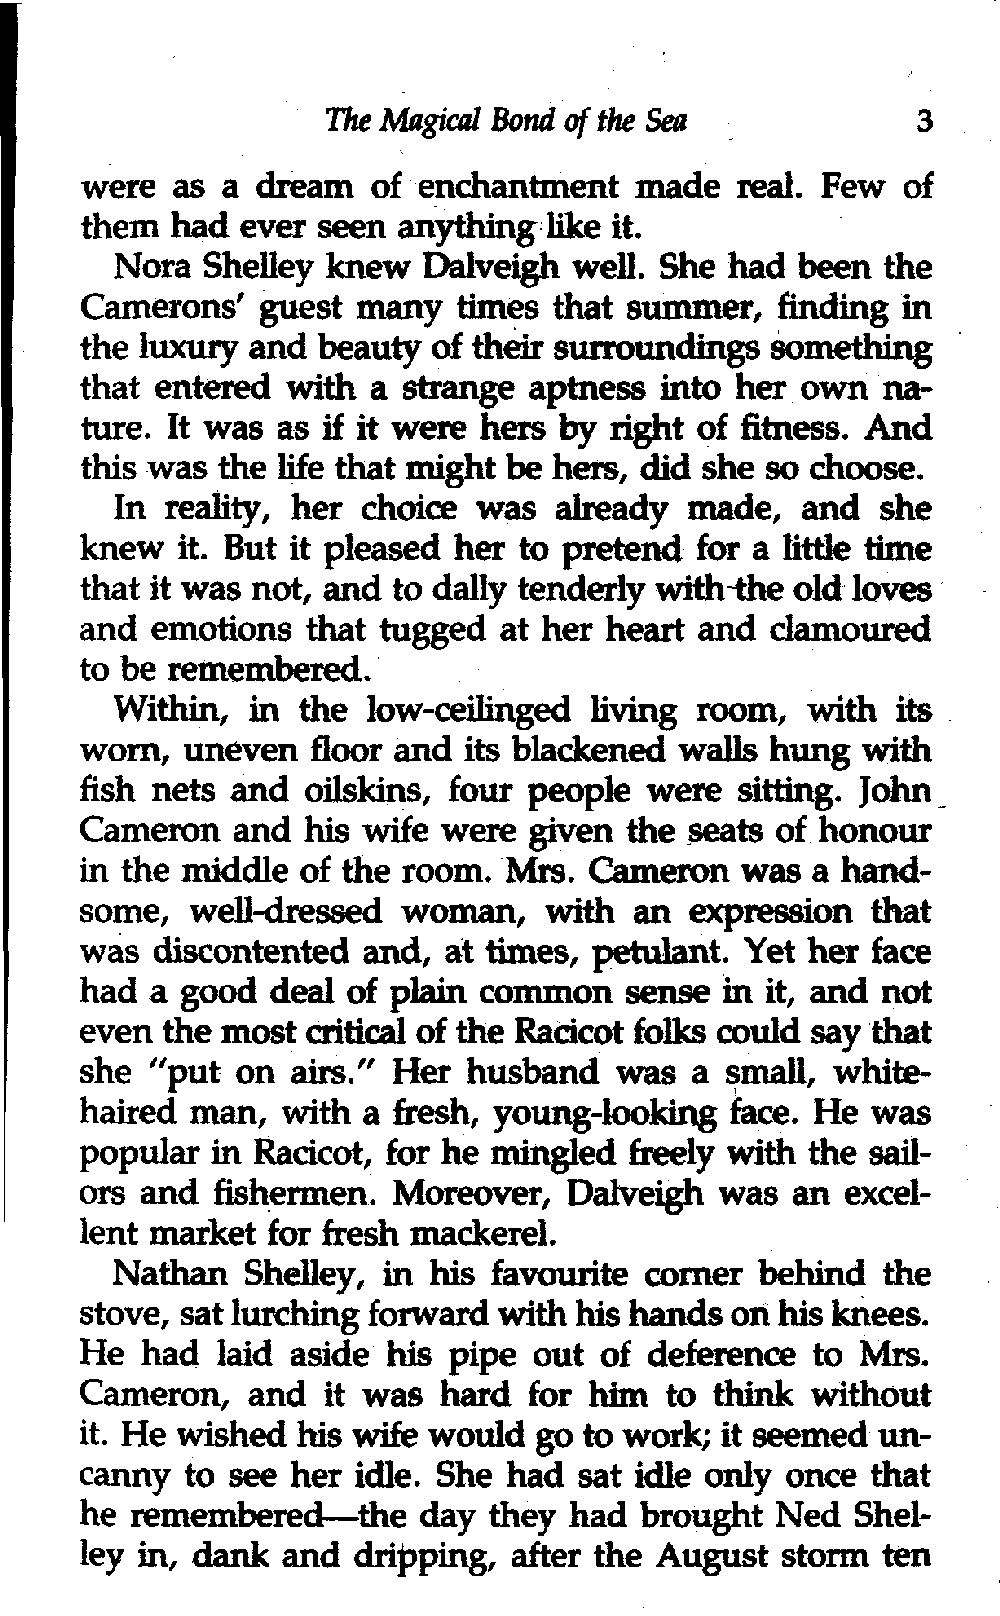 The Magical Bond of the Sea 3
were as a dream of enchantment made real. Few of
them had ever seen anything like it.
Nora Shelley knew Dalveigh well. She had been the
Camerons' guest many times that summer, finding in
the luxury and beauty of their surroundings something
that entered with a strange aptness into her own na-
ture. It was as if it were hers by right of fitness. And
this was the life that might be hers, did she so choose.
In reality, her choice was already made, and she
knew it. But it pleased her to pretend for a little time
that it was not, and to dally tenderly with the old loves
and emotions that tugged at her heart and clamoured
to be remembered.
Within, in the low-ceilinged living room, with its
worn, uneven floor and its blackened walls hung with
fish nets and oilskins, four people were sitting. John
Cameron and his wife were given the seats of honour
in the middle of the room. Mrs. Cameron was a hand-
some, well-dressed woman, with an expression that
was discontented and, at times, petulant. Yet her face
had a good deal of plain common sense in it, and not
even the most critical of the Racicot folks could say that
she "put on airs." Her husband was a small, white-
haired man, with a fresh, young-looking face. He was
popular in Racicot, for he mingled freely with the sail-
ors and fishermen. Moreover, Dalveigh was an excel-
lent market for fresh mackerel.
Nathan Shelley, in his favourite corner behind the
stove, sat lurching forward with his hands on his knees.
He had laid aside his pipe out of deference to Mrs.
Cameron, and it was hard for him to think without
it. He wished his wife would go to work; it seemed un-
canny to see her idle. She had sat idle only once that
he remembered—the day they had brought Ned Shel-
ley in, dank and dripping, after the August storm ten